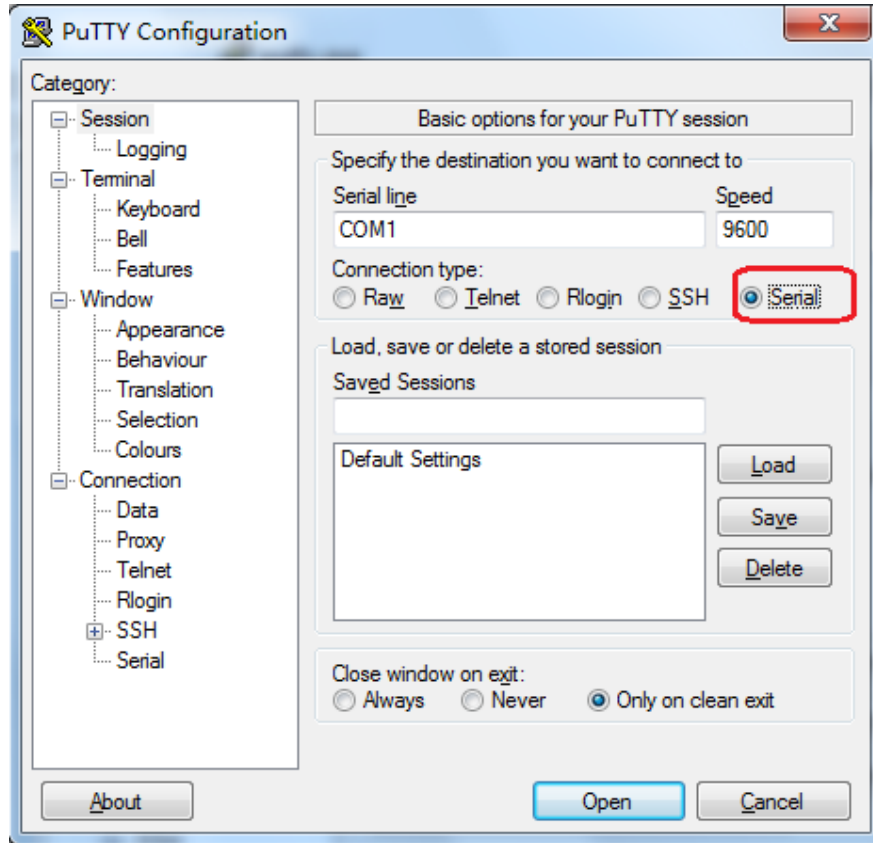 PuTTY Configuration
Category:
Session
Logging
Terminal
Keyboard
Bell
Features
Window
Appearance
Behaviour
Translation
Selection
Colours
Connection
Data
Proxy
Telnet
Rlogin
SSH
Serial
Basic options for your PuTTY session
Specify the destination you want to connect to
Serial line Speed
COM1 9600
Connection type:
Raw Telnet Rlogin SSH Serial
Load, save or delete a stored session
Saved Sessions
Default Settings
Load
Save
Delete
Close window on exit:
Always Never Only on clean exit
About Open Cancel